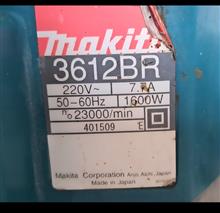 makita
3612BR
220V~ 7. A
50-60Hz 1600W
n₀ 23000/min
401509 E
Makita Corporation Anjo, Aichi, Japan
Made in Japan